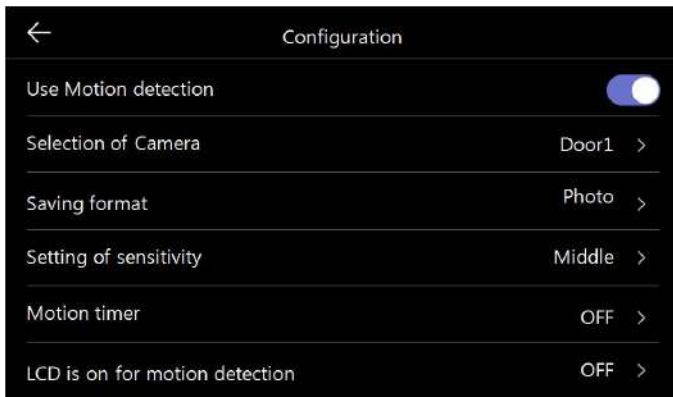 Configuration
Use Motion detection
Selection of Camera Door1 >
Saving format Photo >
Setting of sensitivity Middle >
Motion timer OFF >
LCD is on for motion detection OFF >